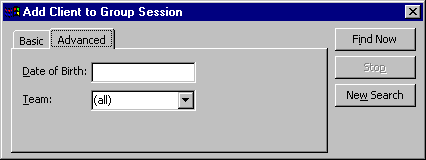 Add Client to Group Session
Basic Advanced
Date of Birth:
Team: (all)
Find Now
Stop
New Search